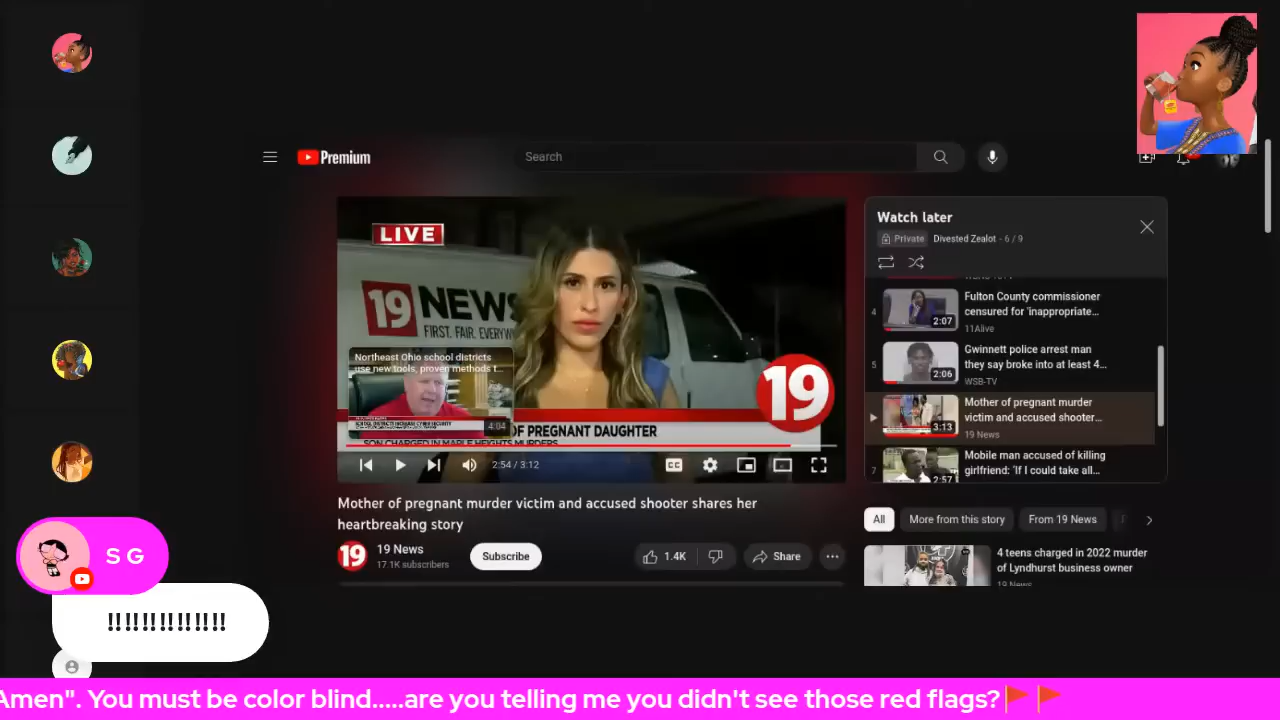 Premium
Search
LIVE
19 NEWS
FIRST. FAIR. EVERYW
19
Northeast Ohio school districts
use new tools, proven methods t...
4:04
OF PREGNANT DAUGHTER
SON CHARGED IN MAPLE HEIGHTS MURDERS
2:54 / 3:12
CC
Mother of pregnant murder victim and accused shooter shares her
heartbreaking story
19
19 News
17.1K subscribers
Subscribe
1.4K
Share
Watch later
Private
Divested Zealot - 6 / 9
4
Fulton County commissioner
censured for 'inappropriate...
11Alive
2:07
5
Gwinnett police arrest man
they say broke into at least 4...
WSB-TV
2:06
Mother of pregnant murder
victim and accused shooter...
19 News
3:13
7
Mobile man accused of killing
girlfriend: 'If I could take all...
2:57
All
More from this story
From 19 News
4 teens charged in 2022 murder
of Lyndhurst business owner
19 News
S G
!!!!!!!!!!!!!!
Amen". You must be color blind.....are you telling me you didn't see those red flags?🚩🚩